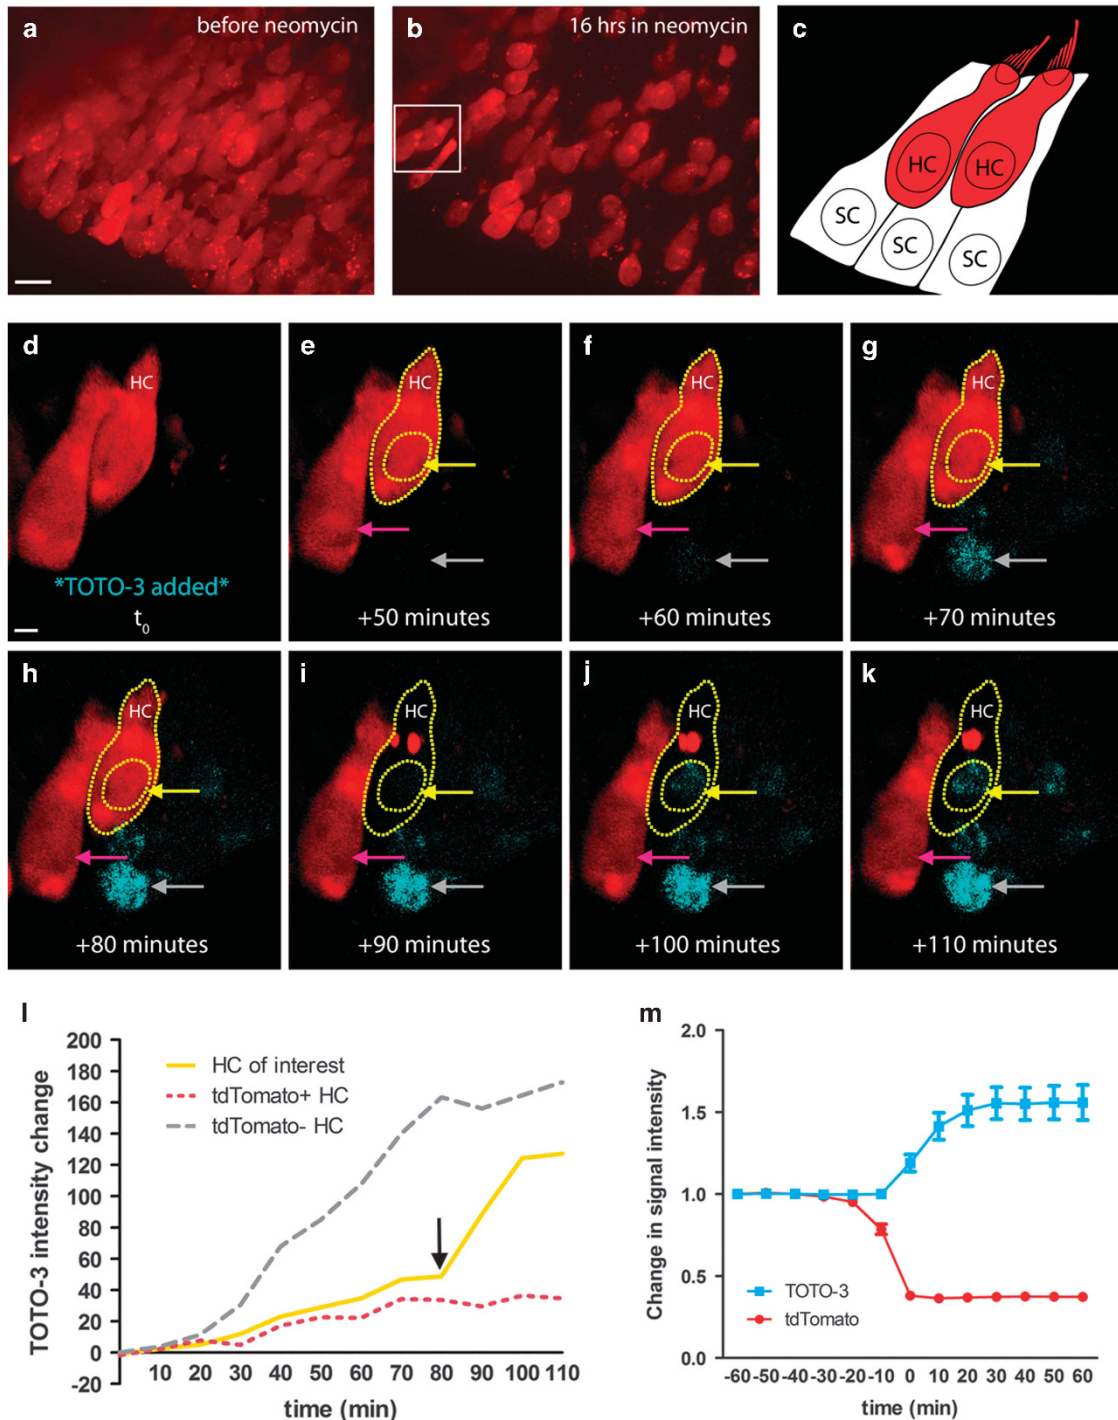 a before neomycin
b 16 hrs in neomycin
c
HC HC
SC SC SC
d HC
*TOTO-3 added*
t0
e HC
+50 minutes
f HC
+60 minutes
g HC
+70 minutes
h HC
+80 minutes
i HC
+90 minutes
j HC
+100 minutes
k HC
+110 minutes
l
TOTO-3 intensity change
200
180
160
140
120
100
80
60
40
20
0
-20
HC of interest
tdTomato+ HC
tdTomato- HC
10 20 30 40 50 60 70 80 90 100 110
time (min)
m
Change in signal intensity
2.0
1.5
1.0
0.5
0.0
TOTO-3
tdTomato
-60 -50 -40 -30 -20 -10 0 10 20 30 40 50 60
time (min)